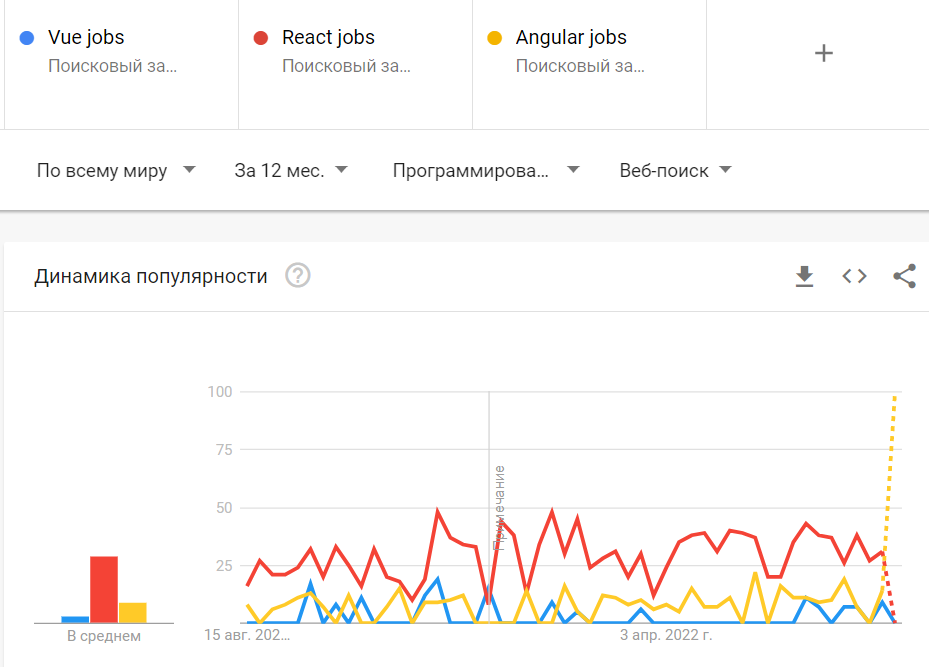 Vue jobs
Поисковый за...
React jobs
Поисковый за...
Angular jobs
Поисковый за...
+
По всему миру
За 12 мес.
Программирова...
Веб-поиск
Динамика популярности
?
100
75
50
25
Примечание
В среднем
15 авг. 202...
3 апр. 2022 г.